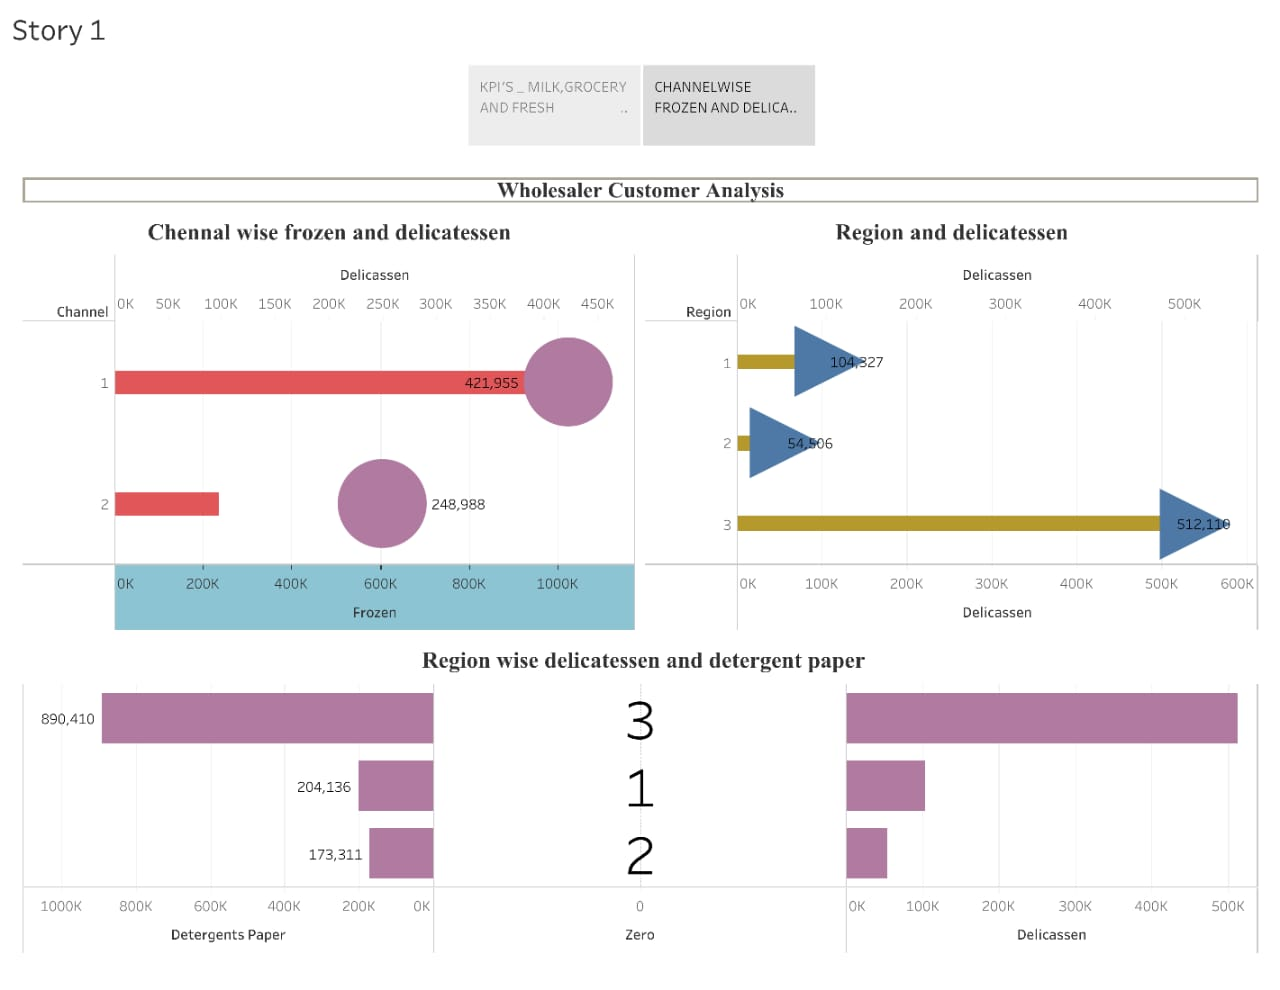 Story 1
KPI'S _ MILK,GROCERY
AND FRESH ..
CHANNELWISE
FROZEN AND DELICA..
Wholesaler Customer Analysis
Chennal wise frozen and delicatessen
Delicassen
Channel
0K 50K 100K 150K 200K 250K 300K 350K 400K 450K
1 421,955
2 248,988
0K 200K 400K 600K 800K 1000K
Frozen
Region and delicatessen
Delicassen
Region
0K 100K 200K 300K 400K 500K
1 104,327
2 54,506
3 512,110
0K 100K 200K 300K 400K 500K 600K
Delicassen
Region wise delicatessen and detergent paper
890,410 3
204,136 1
173,311 2
1000K 800K 600K 400K 200K 0K 0 0K 100K 200K 300K 400K 500K
Detergents Paper Zero Delicassen